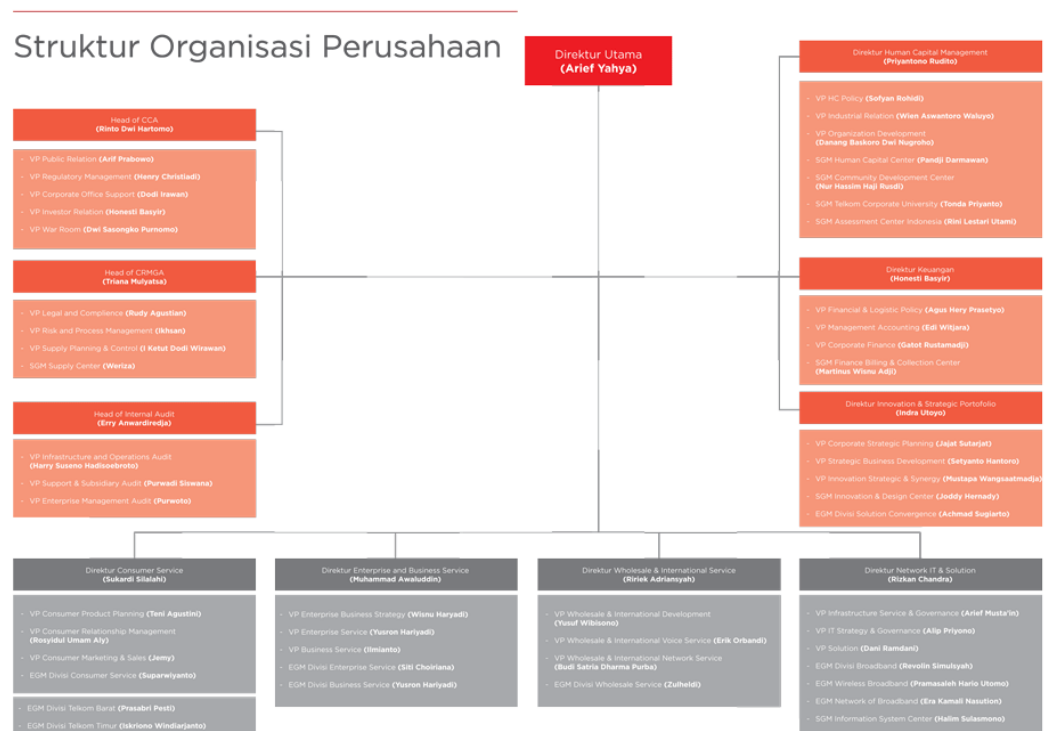 Struktur Organisasi Perusahaan
Direktur Utama
(Arief Yahya)
Head of CCA
(Rinto Dwi Hartomo)
- VP Public Relation (Arif Prabowo)
- VP Regulatory Management (Henry Christiadi)
- VP Corporate Office Support (Dodi Irawan)
- VP Investor Relation (Honesti Basyir)
- VP War Room (Dwi Sasongko Purnomo)
Head of CRMGA
(Triana Mulyatsa)
- VP Legal and Complience (Rudy Agustian)
- VP Risk and Process Management (Ikhsan)
- VP Supply Planning & Control (I Ketut Dodi Wirawan)
- SGM Supply Center (Weriza)
Head of Internal Audit
(Erry Anwardiredja)
- VP Infrastructure and Operations Audit
(Harry Suseno Hadisoebroto)
- VP Support & Subsidiary Audit (Purwadi Siswana)
- VP Enterprise Management Audit (Purwoto)
Direktur Human Capital Management
(Priyantono Rudito)
- VP HC Policy (Sofyan Rohidi)
- VP Industrial Relation (Wien Aswantoro Waluyo)
- VP Organization Development
(Danang Baskoro Dwi Nugroho)
- SGM Human Capital Center (Pandji Darmawan)
- SGM Community Development Center
(Nur Hassim Haji Rusdi)
- SGM Telkom Corporate University (Tonda Priyanto)
- SGM Assessment Center Indonesia (Rini Lestari Utami)
Direktur Keuangan
(Honesti Basyir)
- VP Financial & Logistic Policy (Agus Hery Prasetyo)
- VP Management Accounting (Edi Witjara)
- VP Corporate Finance (Gatot Rustamadji)
- SGM Finance Billing & Collection Center
(Martinus Wisnu Adji)
Direktur Innovation & Strategic Portofolio
(Indra Utoyo)
- VP Corporate Strategic Planning (Jajat Sutarjat)
- VP Strategic Business Development (Setyanto Hantoro)
- VP Innovation Strategic & Synergy (Mustapa Wangsaatmadja)
- SGM Innovation & Design Center (Joddy Hernady)
- EGM Divisi Solution Convergence (Achmad Sugiarto)
Direktur Consumer Service
(Sukardi Silalahi)
- VP Consumer Product Planning (Teni Agustini)
- VP Consumer Relationship Management
(Rosyidul Umam Aly)
- VP Consumer Marketing & Sales (Jemy)
- EGM Divisi Consumer Service (Suparwiyanto)
- EGM Divisi Telkom Barat (Prasabri Pesti)
- EGM Divisi Telkom Timur (Iskriono Windiarjanto)
Direktur Enterprise and Business Service
(Muhammad Awaluddin)
- VP Enterprise Business Strategy (Wisnu Haryadi)
- VP Enterprise Service (Yusron Hariyadi)
- VP Business Service (Ilmianto)
- EGM Divisi Enterprise Service (Siti Choiriana)
- EGM Divisi Business Service (Yusron Hariyadi)
Direktur Wholesale & International Service
(Ririek Adriansyah)
- VP Wholesale & International Development
(Yusuf Wibisono)
- VP Wholesale & International Voice Service (Erik Orbandi)
- VP Wholesale & International Network Service
(Budi Satria Dharma Purba)
- EGM Divisi Wholesale Service (Zulheldi)
Direktur Network IT & Solution
(Rizkan Chandra)
- VP Infrastructure Service & Governance (Arief Musta'in)
- VP IT Strategy & Governance (Alip Priyono)
- VP Solution (Dani Ramdani)
- EGM Divisi Broadband (Revolin Simulsyah)
- EGM Wireless Broadband (Pramasaleh Hario Utomo)
- EGM Network of Broadband (Era Kamali Nasution)
- SGM Information System Center (Halim Sulasmono)